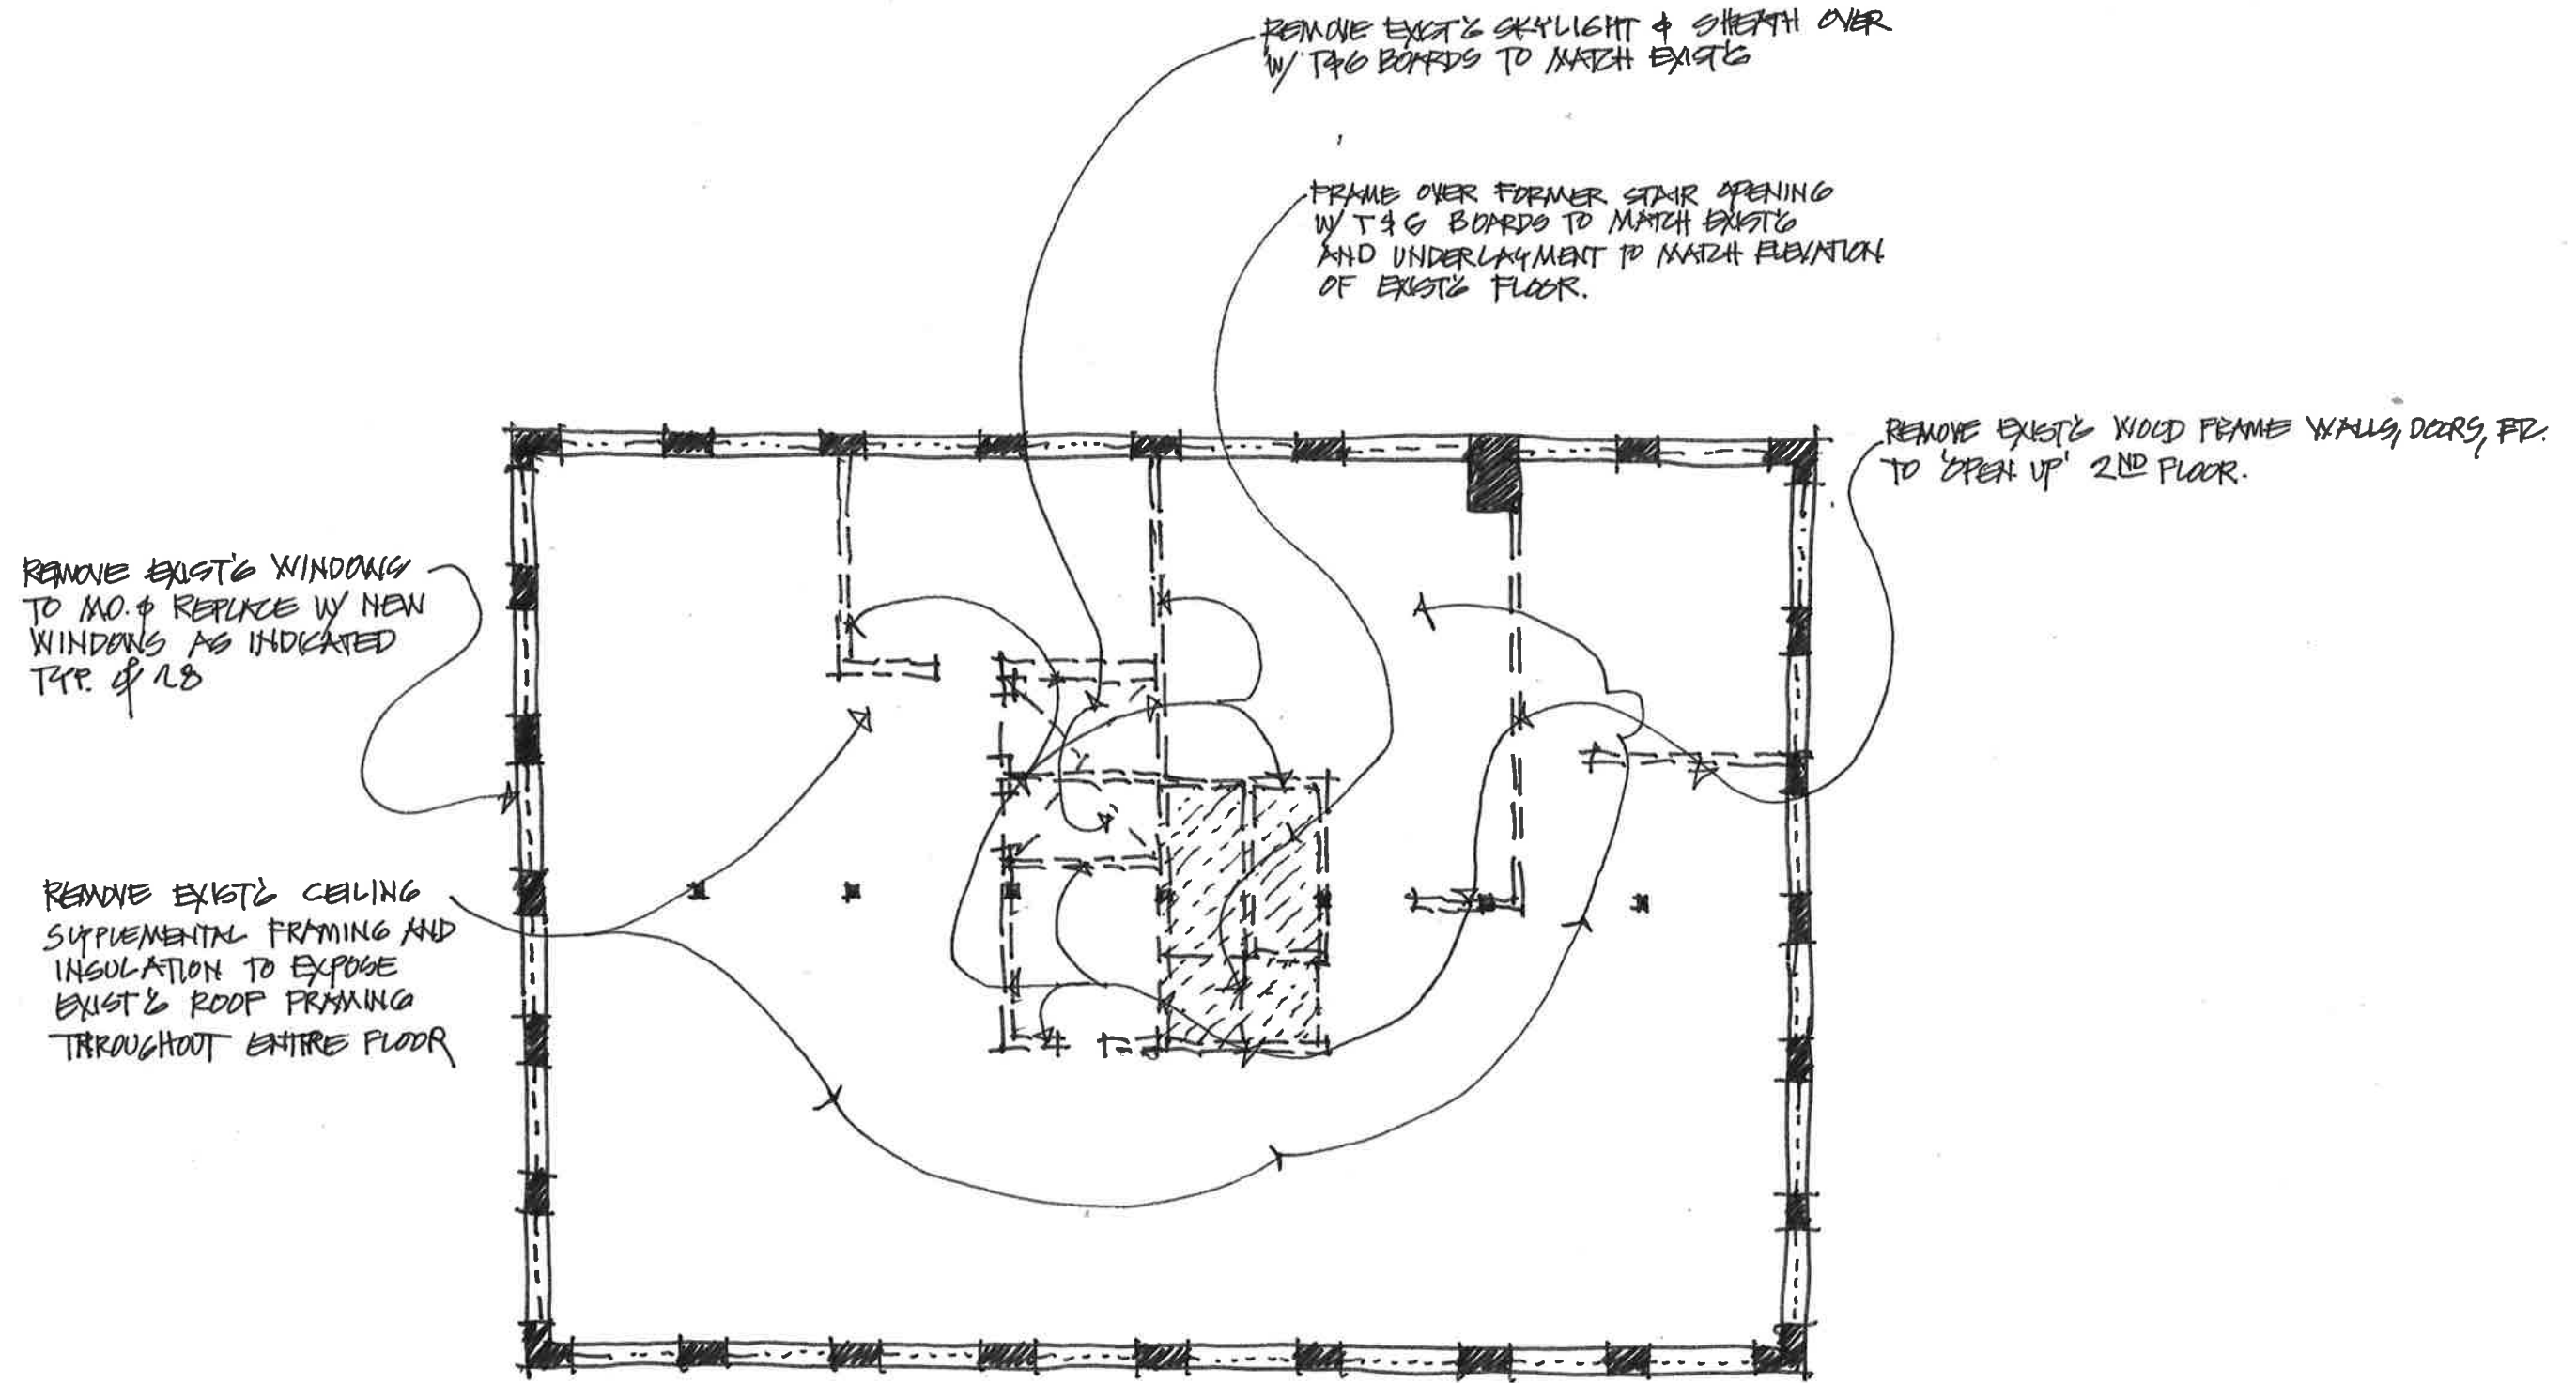 REMOVE EXIST'G SKYLIGHT & SHEATH OVER
W/ T&G BOARDS TO MATCH EXIST'G
FRAME OVER FORMER STAIR OPENING
W/ T & G BOARDS TO MATCH EXIST'G
AND UNDERLAYMENT TO MATCH ELEVATION
OF EXIST'G FLOOR.
REMOVE EXIST'G WOOD FRAME WALLS, DOORS, ETC.
TO 'OPEN UP' 2ND FLOOR.
REMOVE EXIST'G WINDOWS
TO M.O. & REPLACE W/ NEW
WINDOWS AS INDICATED
TYP. of 28
REMOVE EXIST'G CEILING
SUPPLEMENTAL FRAMING AND
INSULATION TO EXPOSE
EXIST'G ROOF FRAMING
THROUGHOUT ENTIRE FLOOR